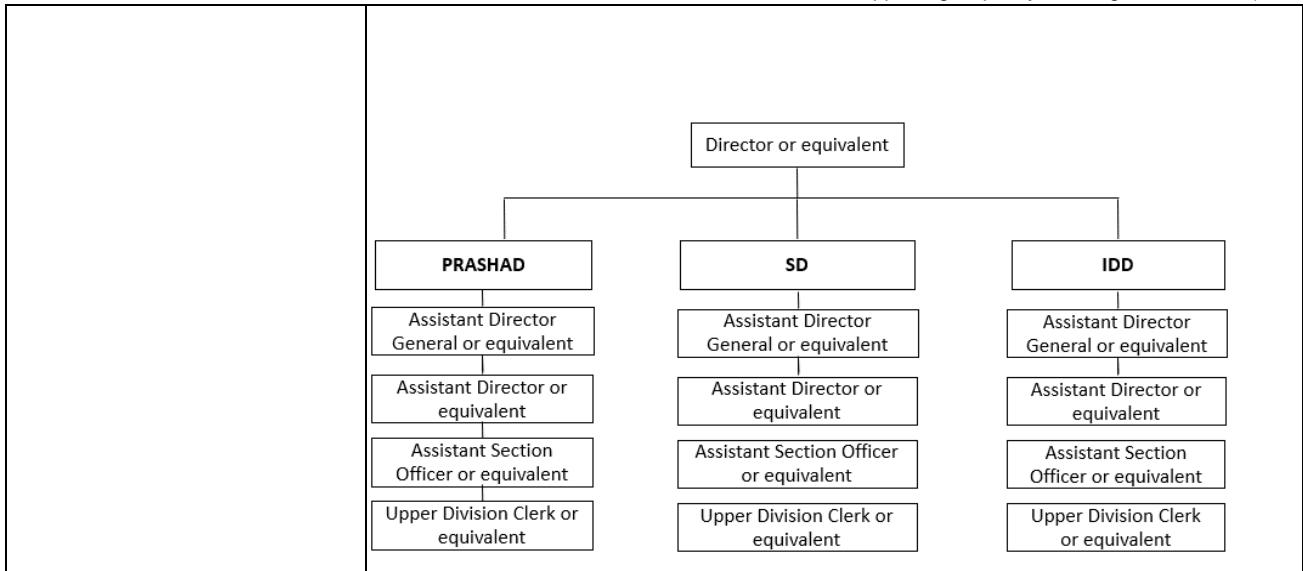 Director or equivalent
PRASHAD
SD
IDD
Assistant Director
General or equivalent
Assistant Director
General or equivalent
Assistant Director
General or equivalent
Assistant Director or
equivalent
Assistant Director or
equivalent
Assistant Director or
equivalent
Assistant Section
Officer or equivalent
Assistant Section Officer
or equivalent
Assistant Section
Officer or equivalent
Upper Division Clerk or
equivalent
Upper Division Clerk or
equivalent
Upper Division Clerk
or equivalent